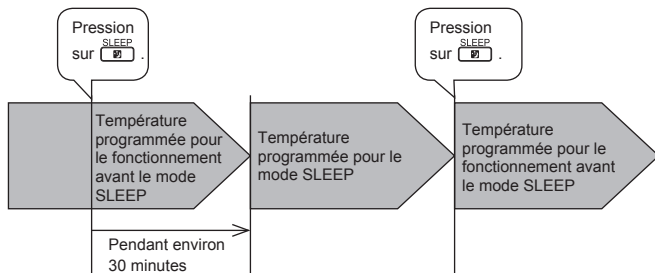 Pression
SLEEP
sur .
Pression
SLEEP
sur .
Température
programmée pour
le fonctionnement
avant le mode
SLEEP
Température
programmée pour le
mode SLEEP
Température
programmée pour le
fonctionnement avant
le mode SLEEP
Pendant environ
30 minutes